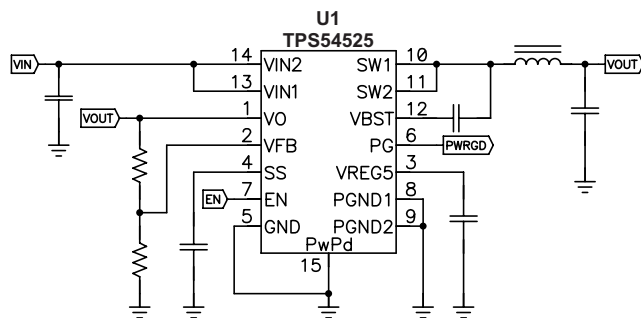 U1
TPS54525
VIN 14 VIN2 SW1 10 VOUT
13 VIN1 SW2 11
VOUT 1 VO VBST 12
2 VFB PG 6 PWRGD
4 SS VREG5 3
EN 7 EN PGND1 8
5 GND PGND2 9
PwPd
15